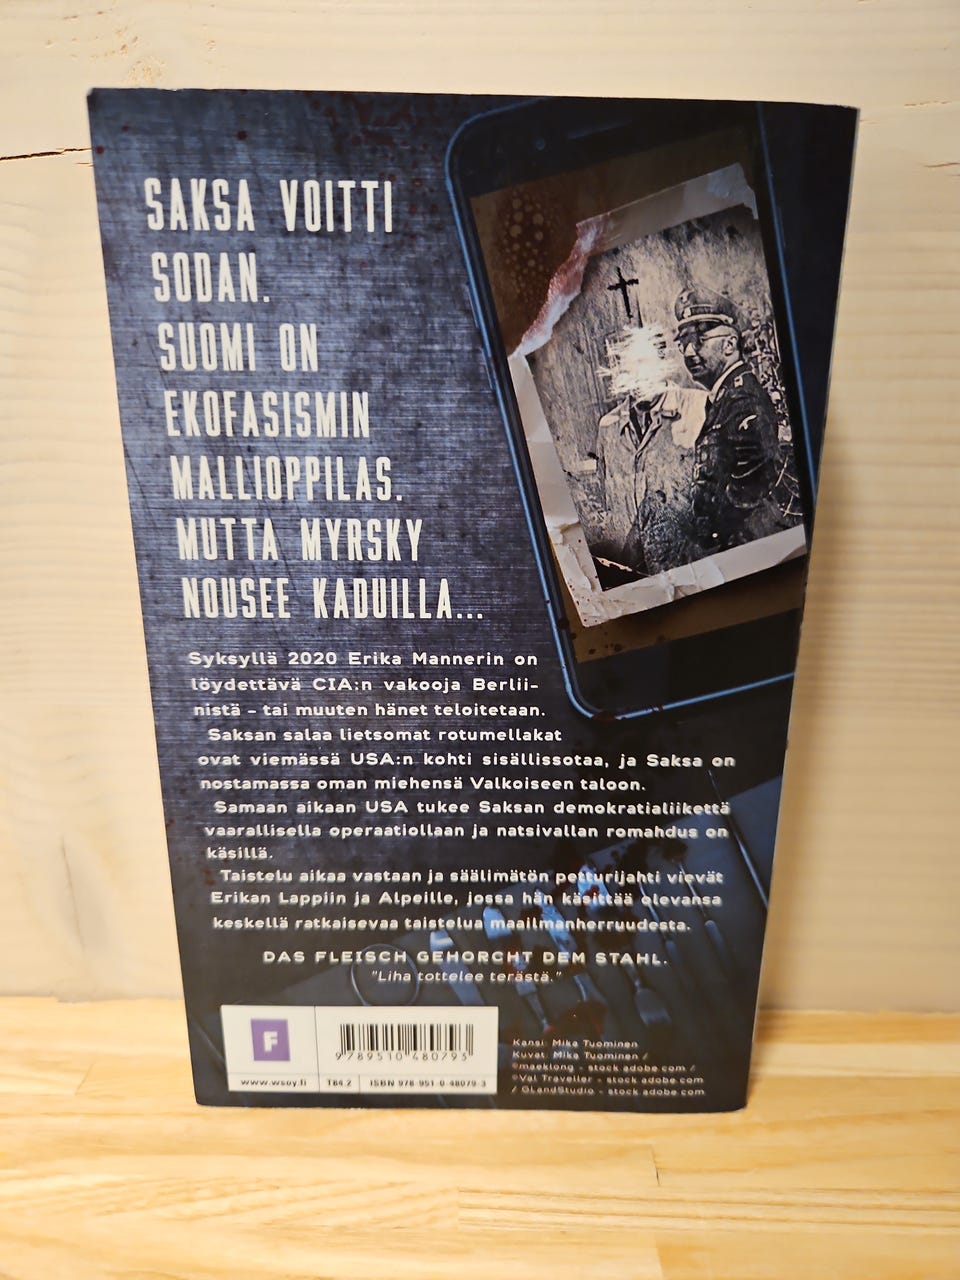 SAKSA VOITTI
SODAN.
SUOMI ON
EKOFASISMIN
MALLIOPPILAS.
MUTTA MYRSKY
NOUSEE KADUILLA...
Syksyllä 2020 Erika Mannerin on
löydettävä CIA:n vakooja Berlii-
nistä – tai muuten hänet teloitetaan.
Saksan salaa lietsomat rotumellakat
ovat viemässä USA:n kohti sisällissotaa, ja Saksa on
nostamassa oman miehensä Valkoiseen taloon.
Samaan aikaan USA tukee Saksan demokratialiikettä
vaarallisella operaatiollaan ja natsivallan romahdus on
käsillä.
Taistelu aikaa vastaan ja säälimätön petturijahti vievät
Erikan Lappiin ja Alpeille, jossa hän käsittää olevansa
keskellä ratkaisevaa taistelua maailmanherruudesta.
DAS FLEISCH GEHORCHT DEM STAHL.
"Liha tottelee terästä."
F
9789510480793
www.wsoy.fi
T84.2
ISBN 978-951-0-48079-3
Kansi: Mika Tuominen
Kuvat: Mika Tuominen /
©maeklong - stock adobe.com /
©Val Traveller - stock adobe.com
/ GLandStudio - stock adobe.com